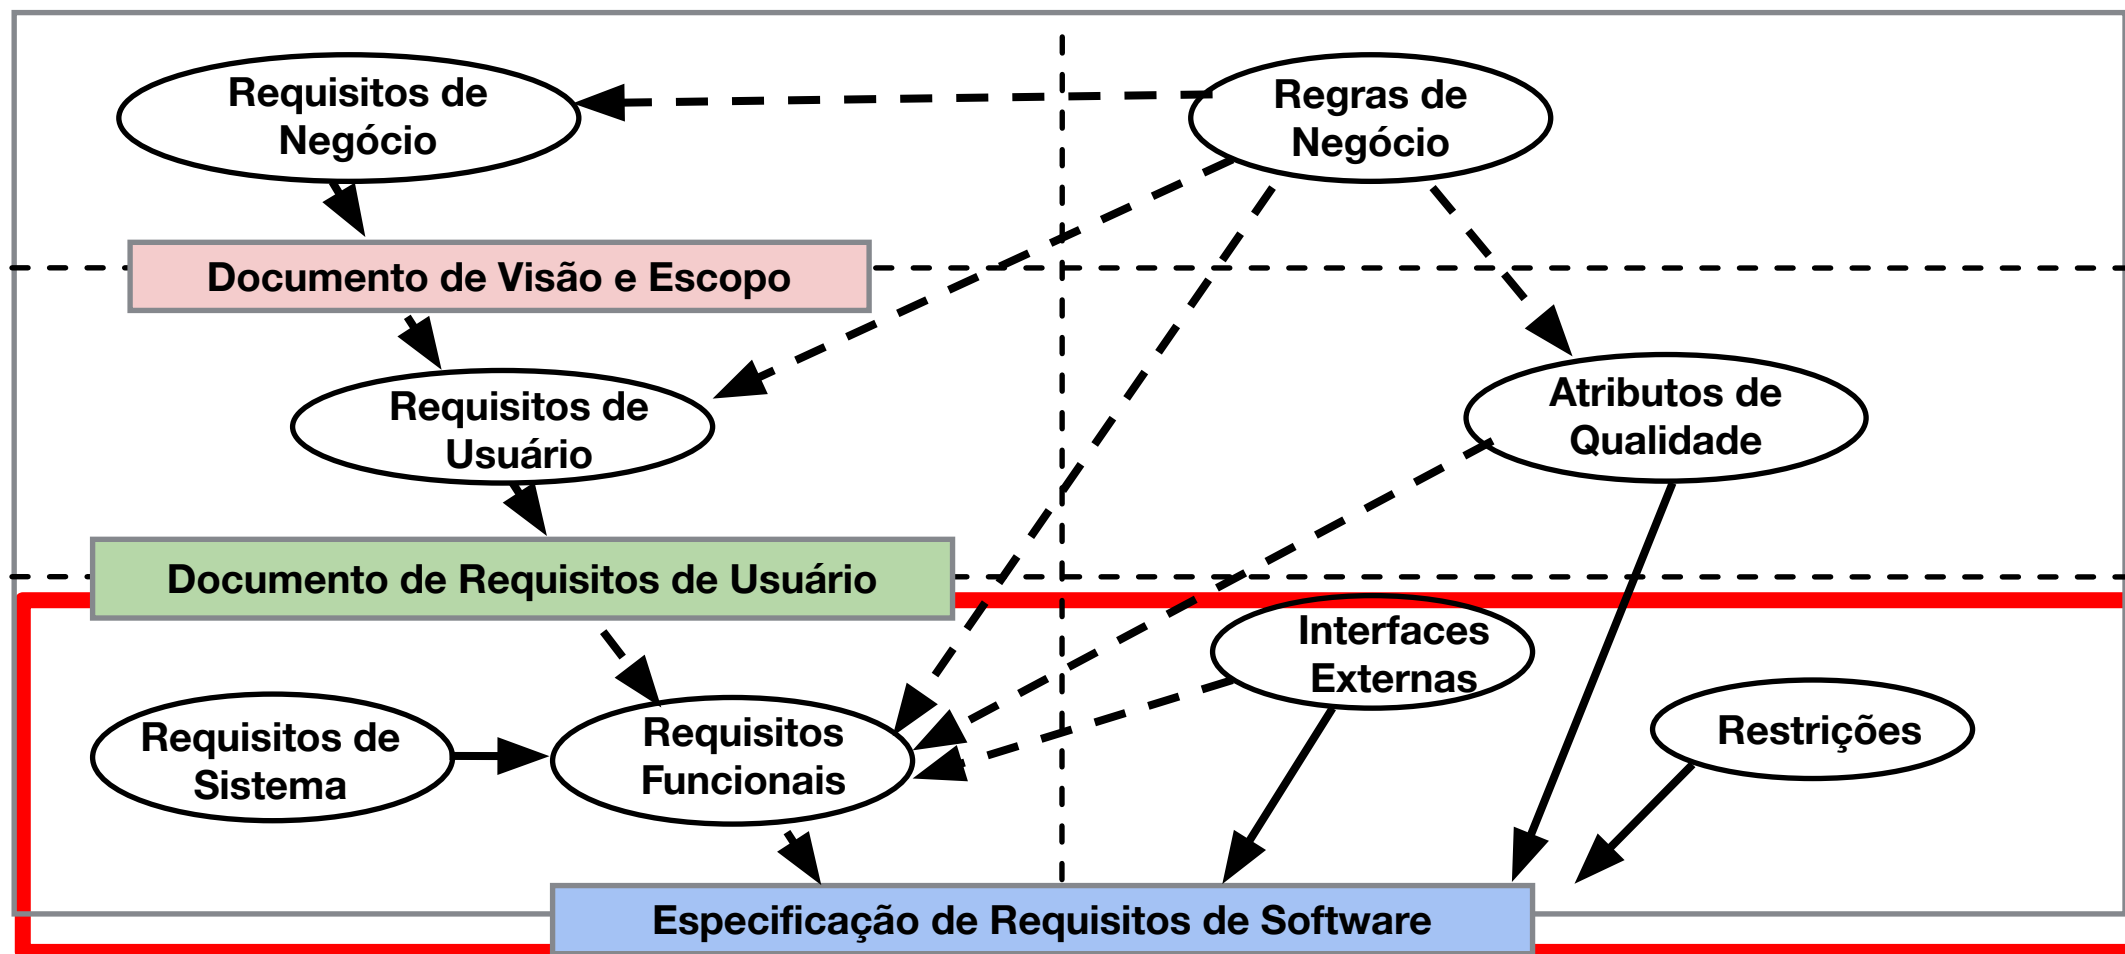 Requisitos de
Negócio
Regras de
Negócio
Documento de Visão e Escopo
Requisitos de
Usuário
Atributos de
Qualidade
Documento de Requisitos de Usuário
Interfaces
Externas
Requisitos de
Sistema
Requisitos
Funcionais
Restrições
Especificação de Requisitos de Software